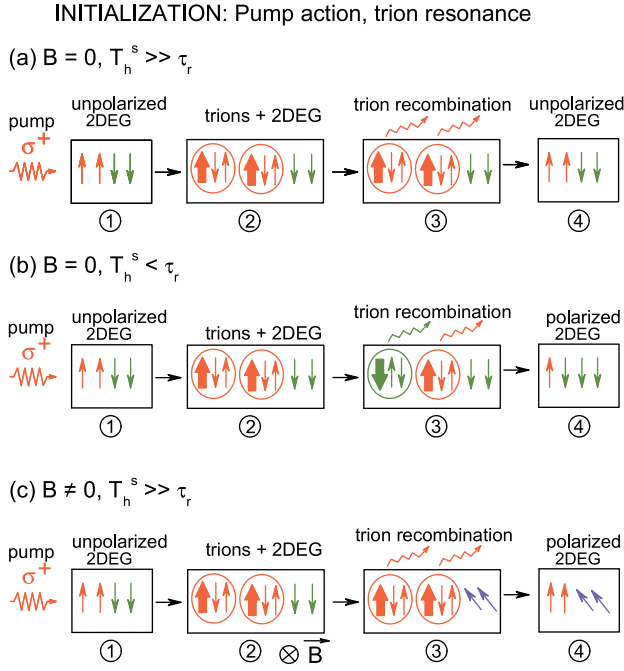 INITIALIZATION: Pump action, trion resonance
(a) B = 0, T_h^s >> τ_r
pump
σ+
unpolarized
2DEG
trions + 2DEG
trion recombination
unpolarized
2DEG
1
2
3
4
(b) B = 0, T_h^s < τ_r
pump
σ+
unpolarized
2DEG
trions + 2DEG
trion recombination
polarized
2DEG
1
2
3
4
(c) B ≠ 0, T_h^s >> τ_r
pump
σ+
unpolarized
2DEG
trions + 2DEG
trion recombination
polarized
2DEG
1
2
⊗ B
3
4